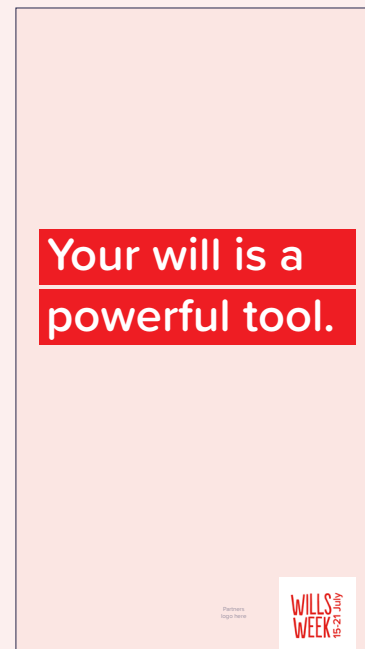 Your will is a
powerful tool.
Partners
logo here
WILLS
WEEK
15-21 July